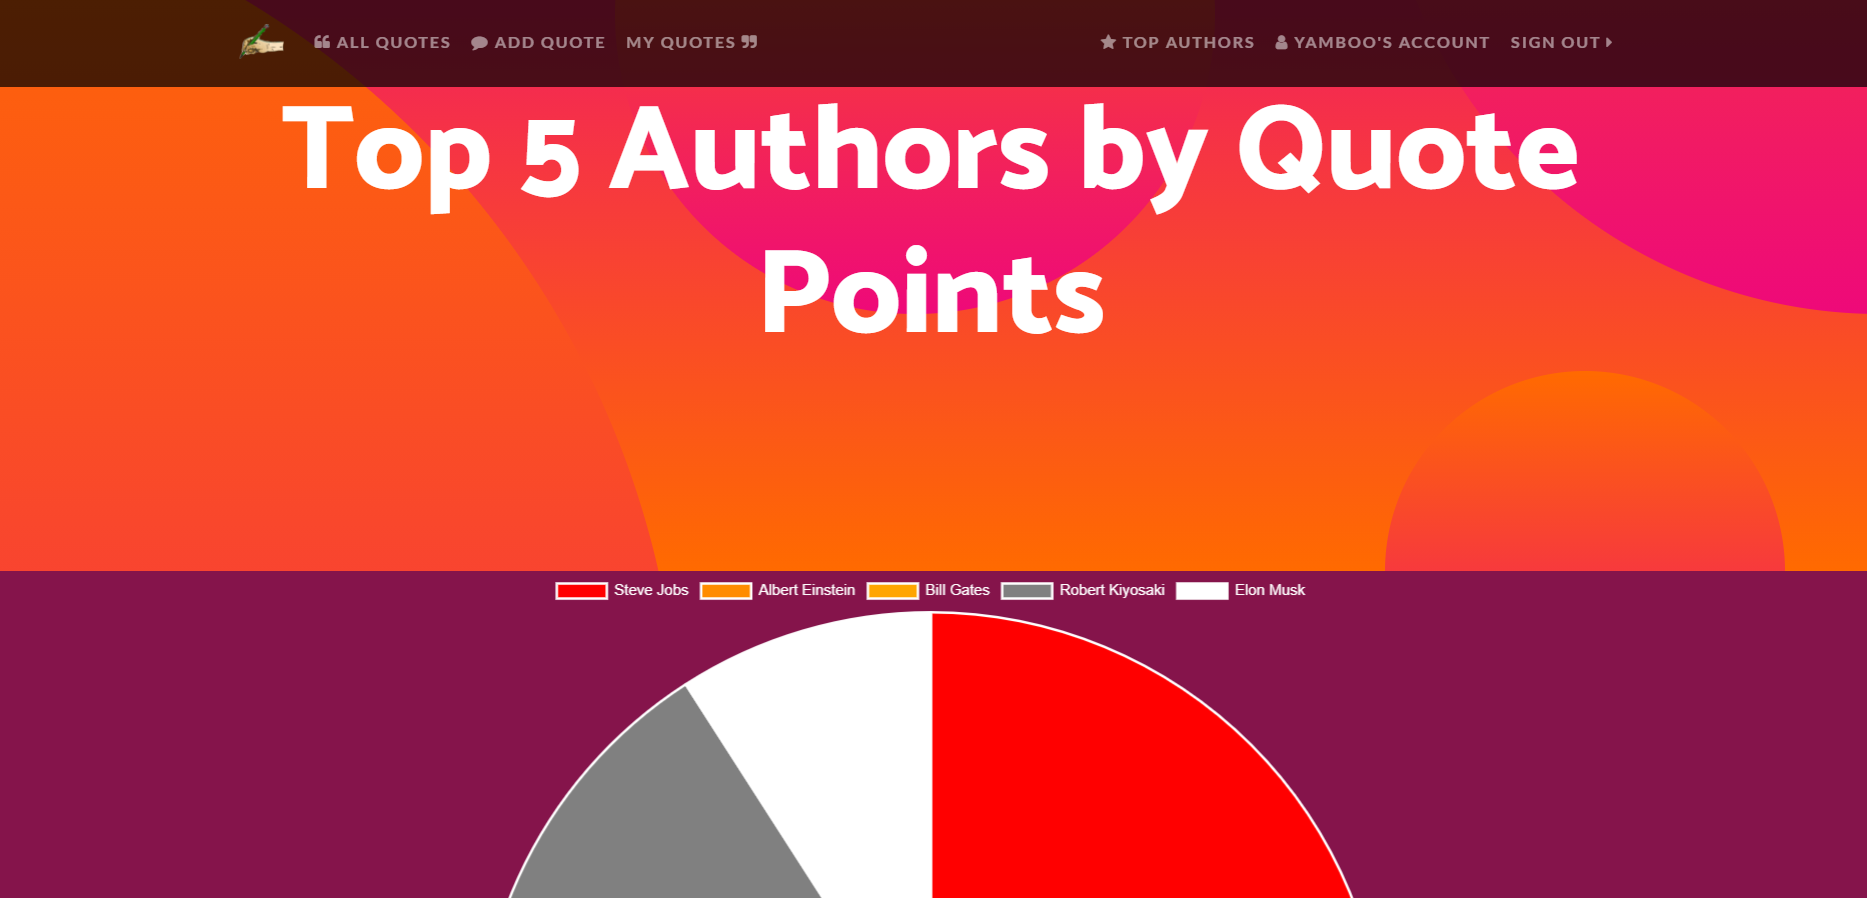 ALL QUOTES ADD QUOTE MY QUOTES TOP AUTHORS YAMBOO'S ACCOUNT SIGN OUT
Top 5 Authors by Quote
Points
Steve Jobs Albert Einstein Bill Gates Robert Kiyosaki Elon Musk